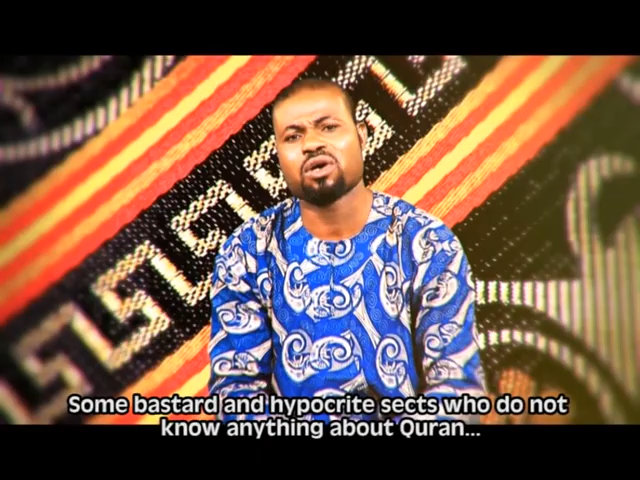 Some bastard and hypocrite sects who do not
know anything about Quran...